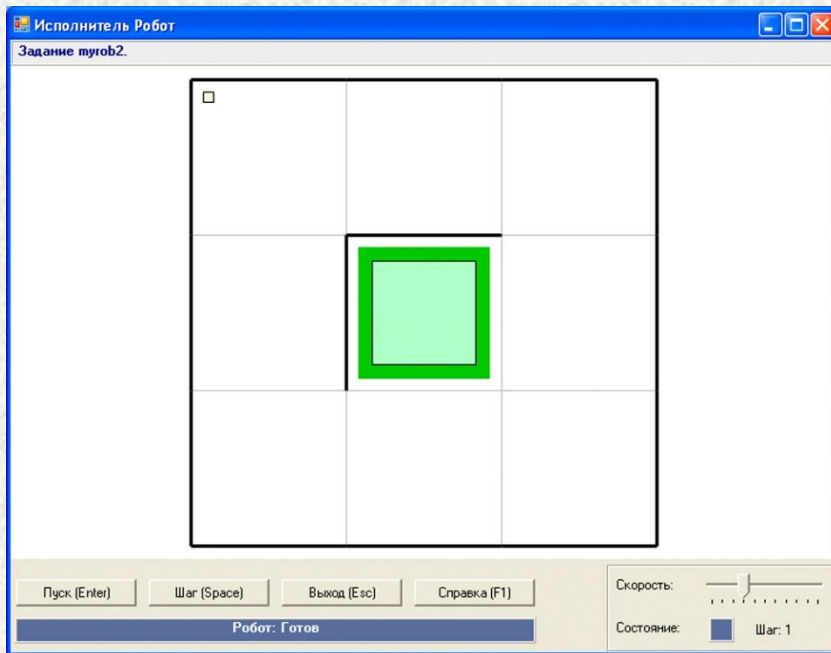 Исполнитель Робот
Задание myrob2.
Пуск (Enter) Шаг (Space) Выход (Esc) Справка (F1)
Скорость:
Робот: Готов
Состояние: Шаг: 1